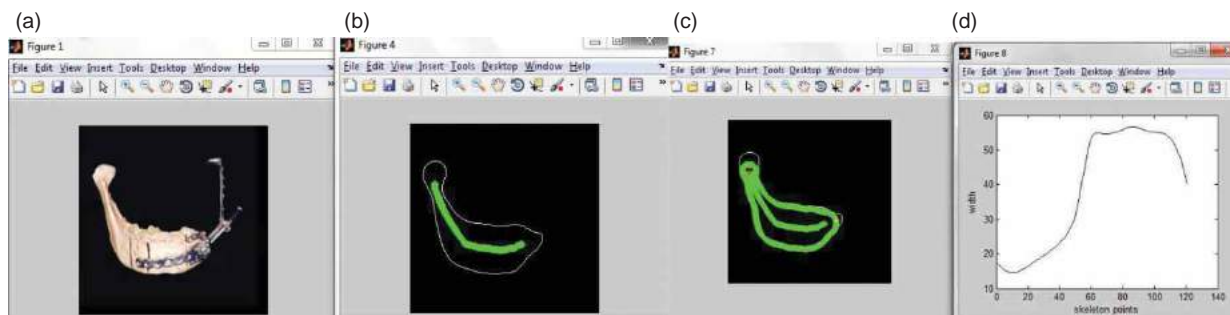 (a)
Figure 1
File Edit View Insert Tools Desktop Window Help
(b)
Figure 4
File Edit View Insert Tools Desktop Window Help
(c)
Figure 7
File Edit View Insert Tools Desktop Window Help
(d)
Figure 8
File Edit View Insert Tools Desktop Window Help
60
50
40
30
20
10
width
0 20 40 60 80 100 120 140
skeleton points